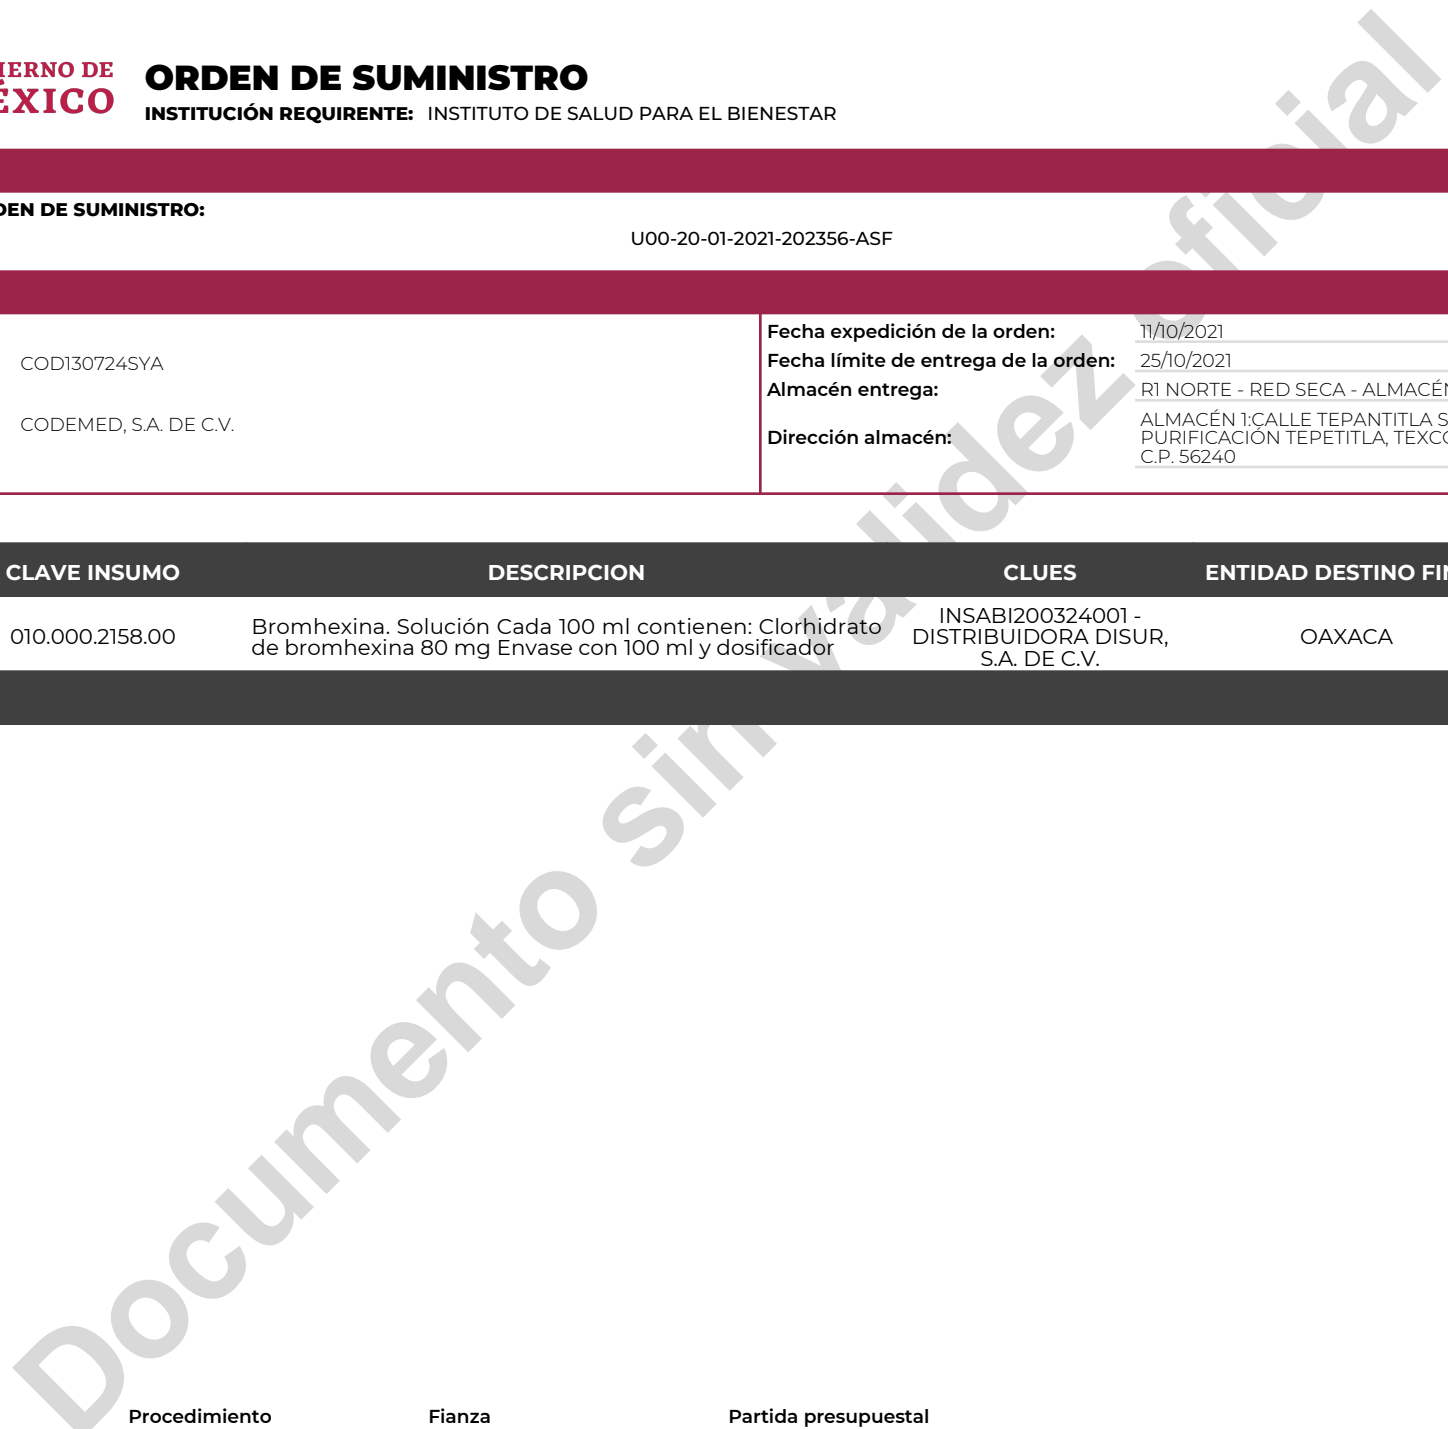 IERNO DE
ÉXICO
ORDEN DE SUMINISTRO
INSTITUCIÓN REQUIRENTE: INSTITUTO DE SALUD PARA EL BIENESTAR
DEN DE SUMINISTRO:
U00-20-01-2021-202356-ASF
COD130724SYA
CODEMED, S.A. DE C.V.
Fecha expedición de la orden: 11/10/2021
Fecha límite de entrega de la orden: 25/10/2021
Almacén entrega: R1 NORTE - RED SECA - ALMACÉN
Dirección almacén: ALMACÉN 1:CALLE TEPANTITLA S
PURIFICACIÓN TEPETITLA, TEXCO
C.P. 56240
CLAVE INSUMO DESCRIPCION CLUES ENTIDAD DESTINO FIN
010.000.2158.00
Bromhexina. Solución Cada 100 ml contienen: Clorhidrato
de bromhexina 80 mg Envase con 100 ml y dosificador
INSABI200324001 -
DISTRIBUIDORA DISUR,
S.A. DE C.V.
OAXACA
Documento sin validez oficial
Procedimiento Fianza Partida presupuestal